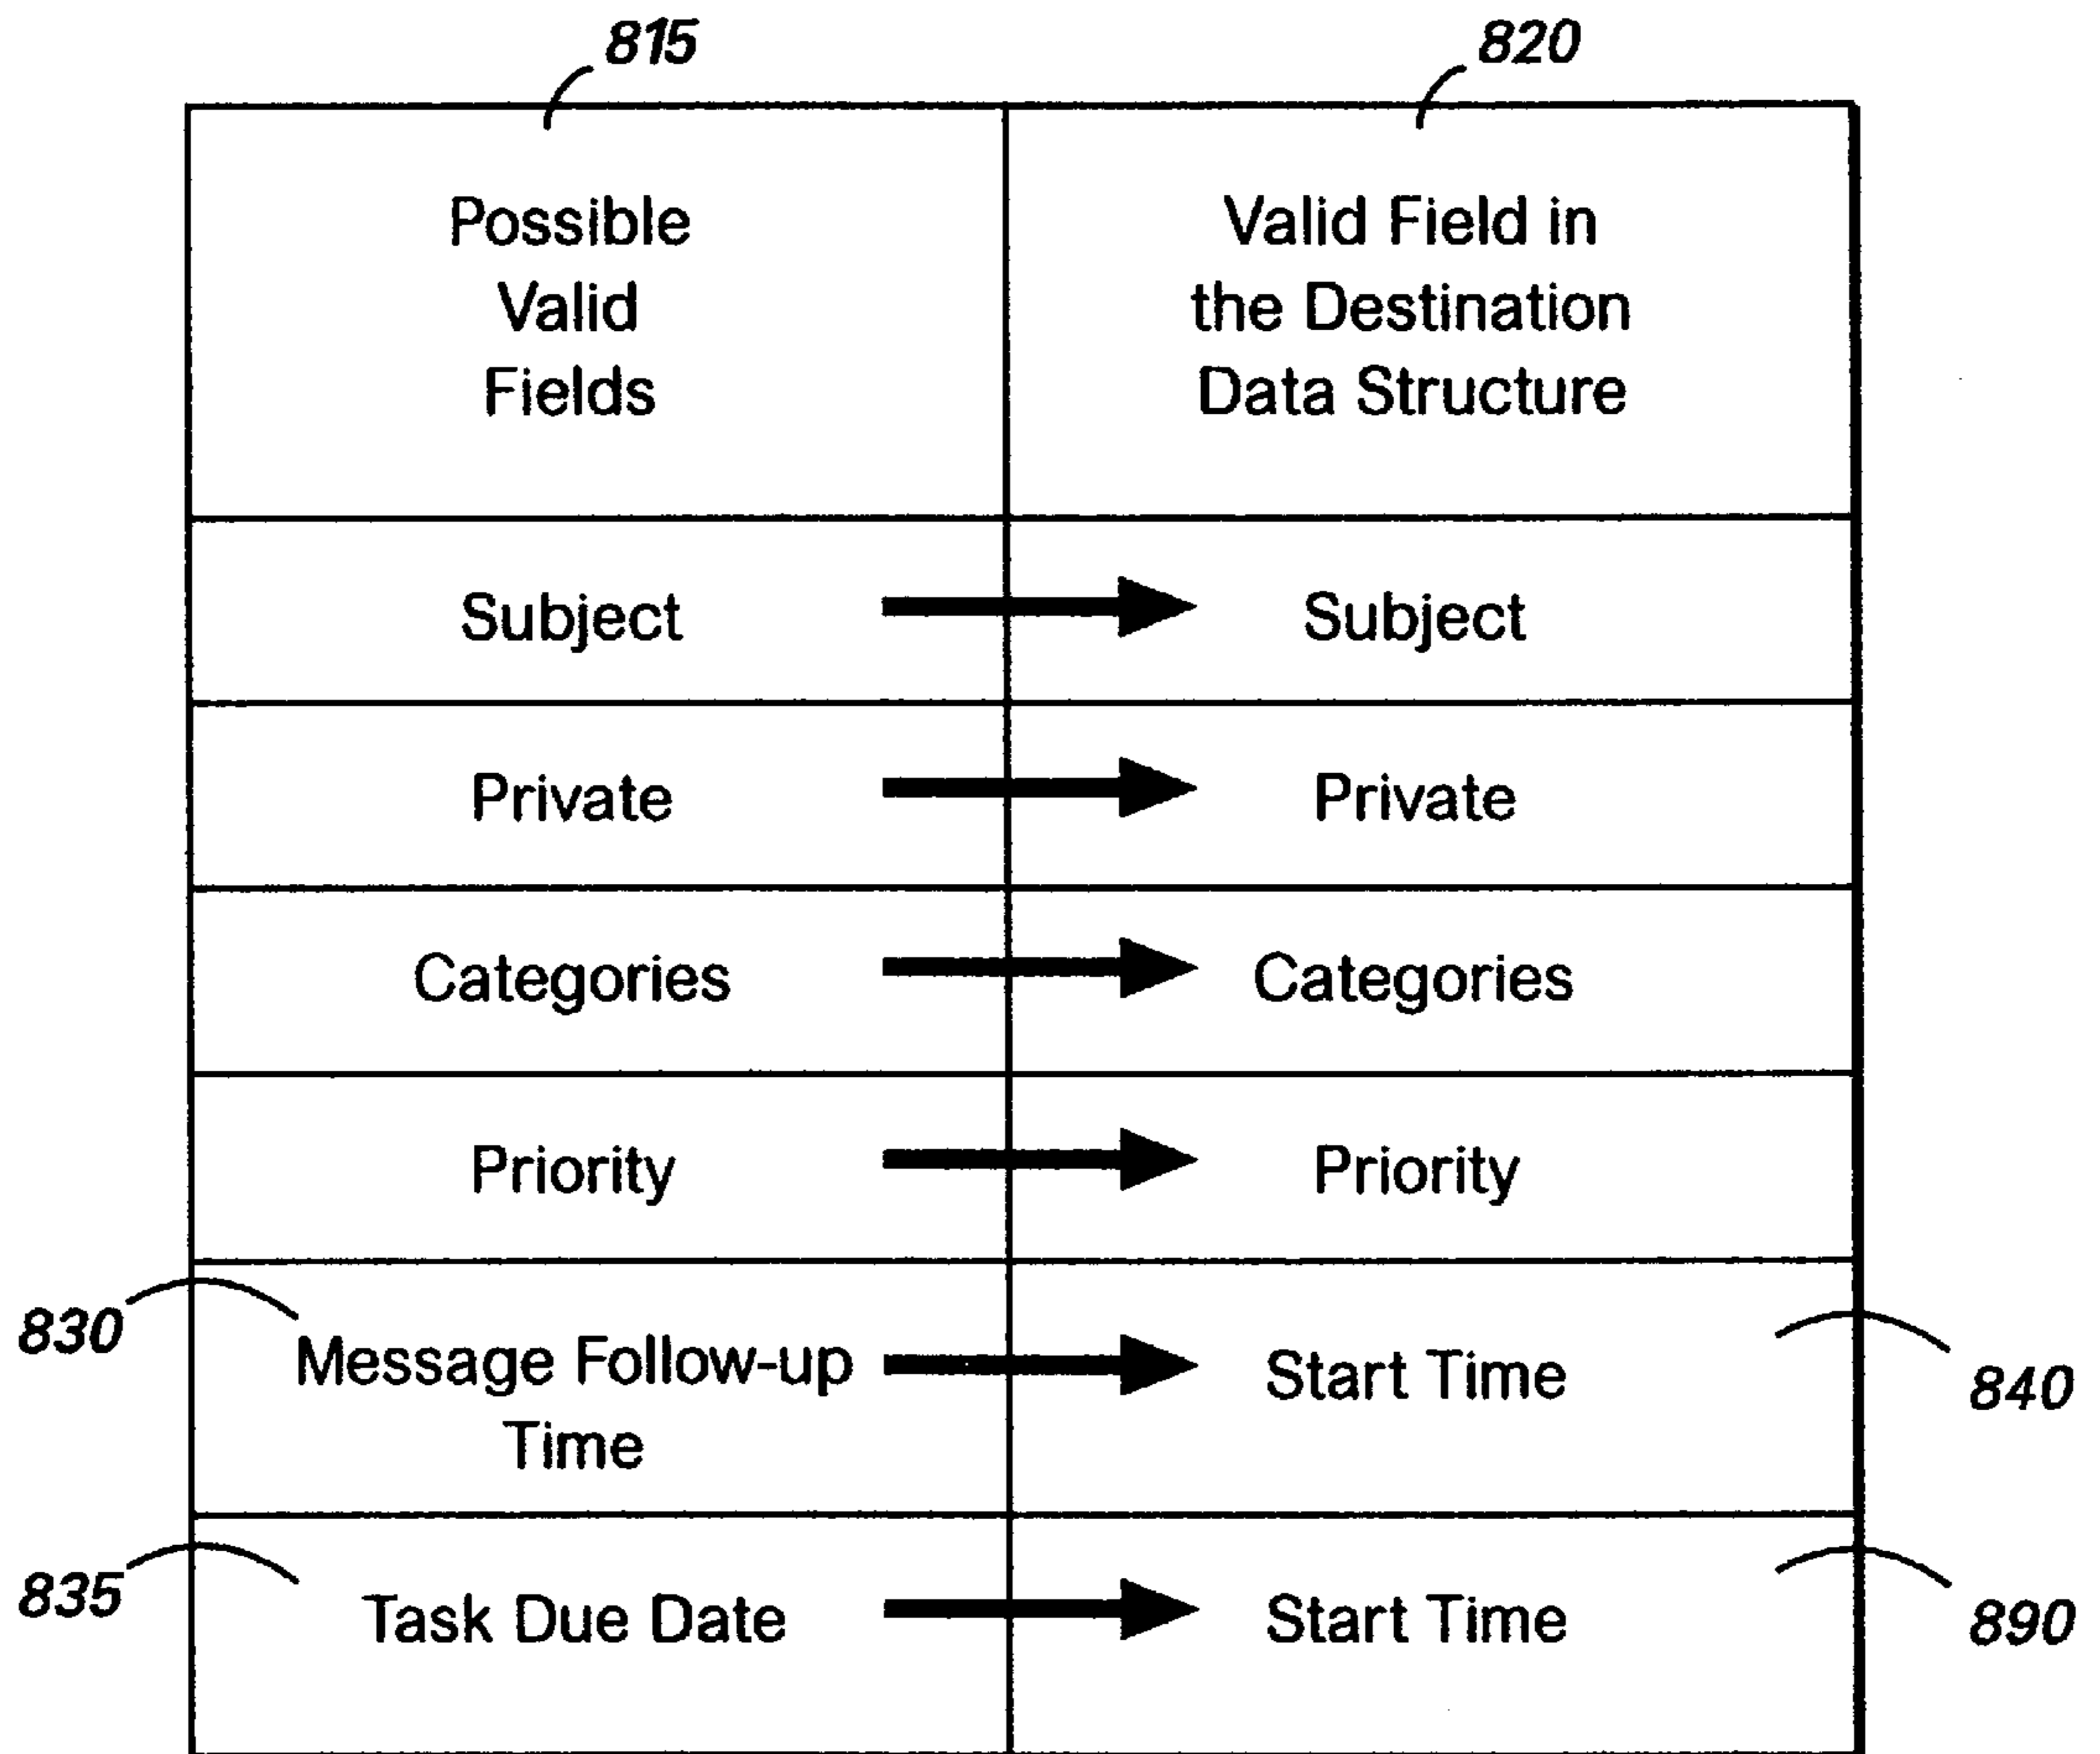 815
820
Possible
Valid
Fields
Valid Field in
the Destination
Data Structure
Subject
Subject
Private
Private
Categories
Categories
Priority
Priority
830
Message Follow-up
Time
Start Time
840
835
Task Due Date
Start Time
890